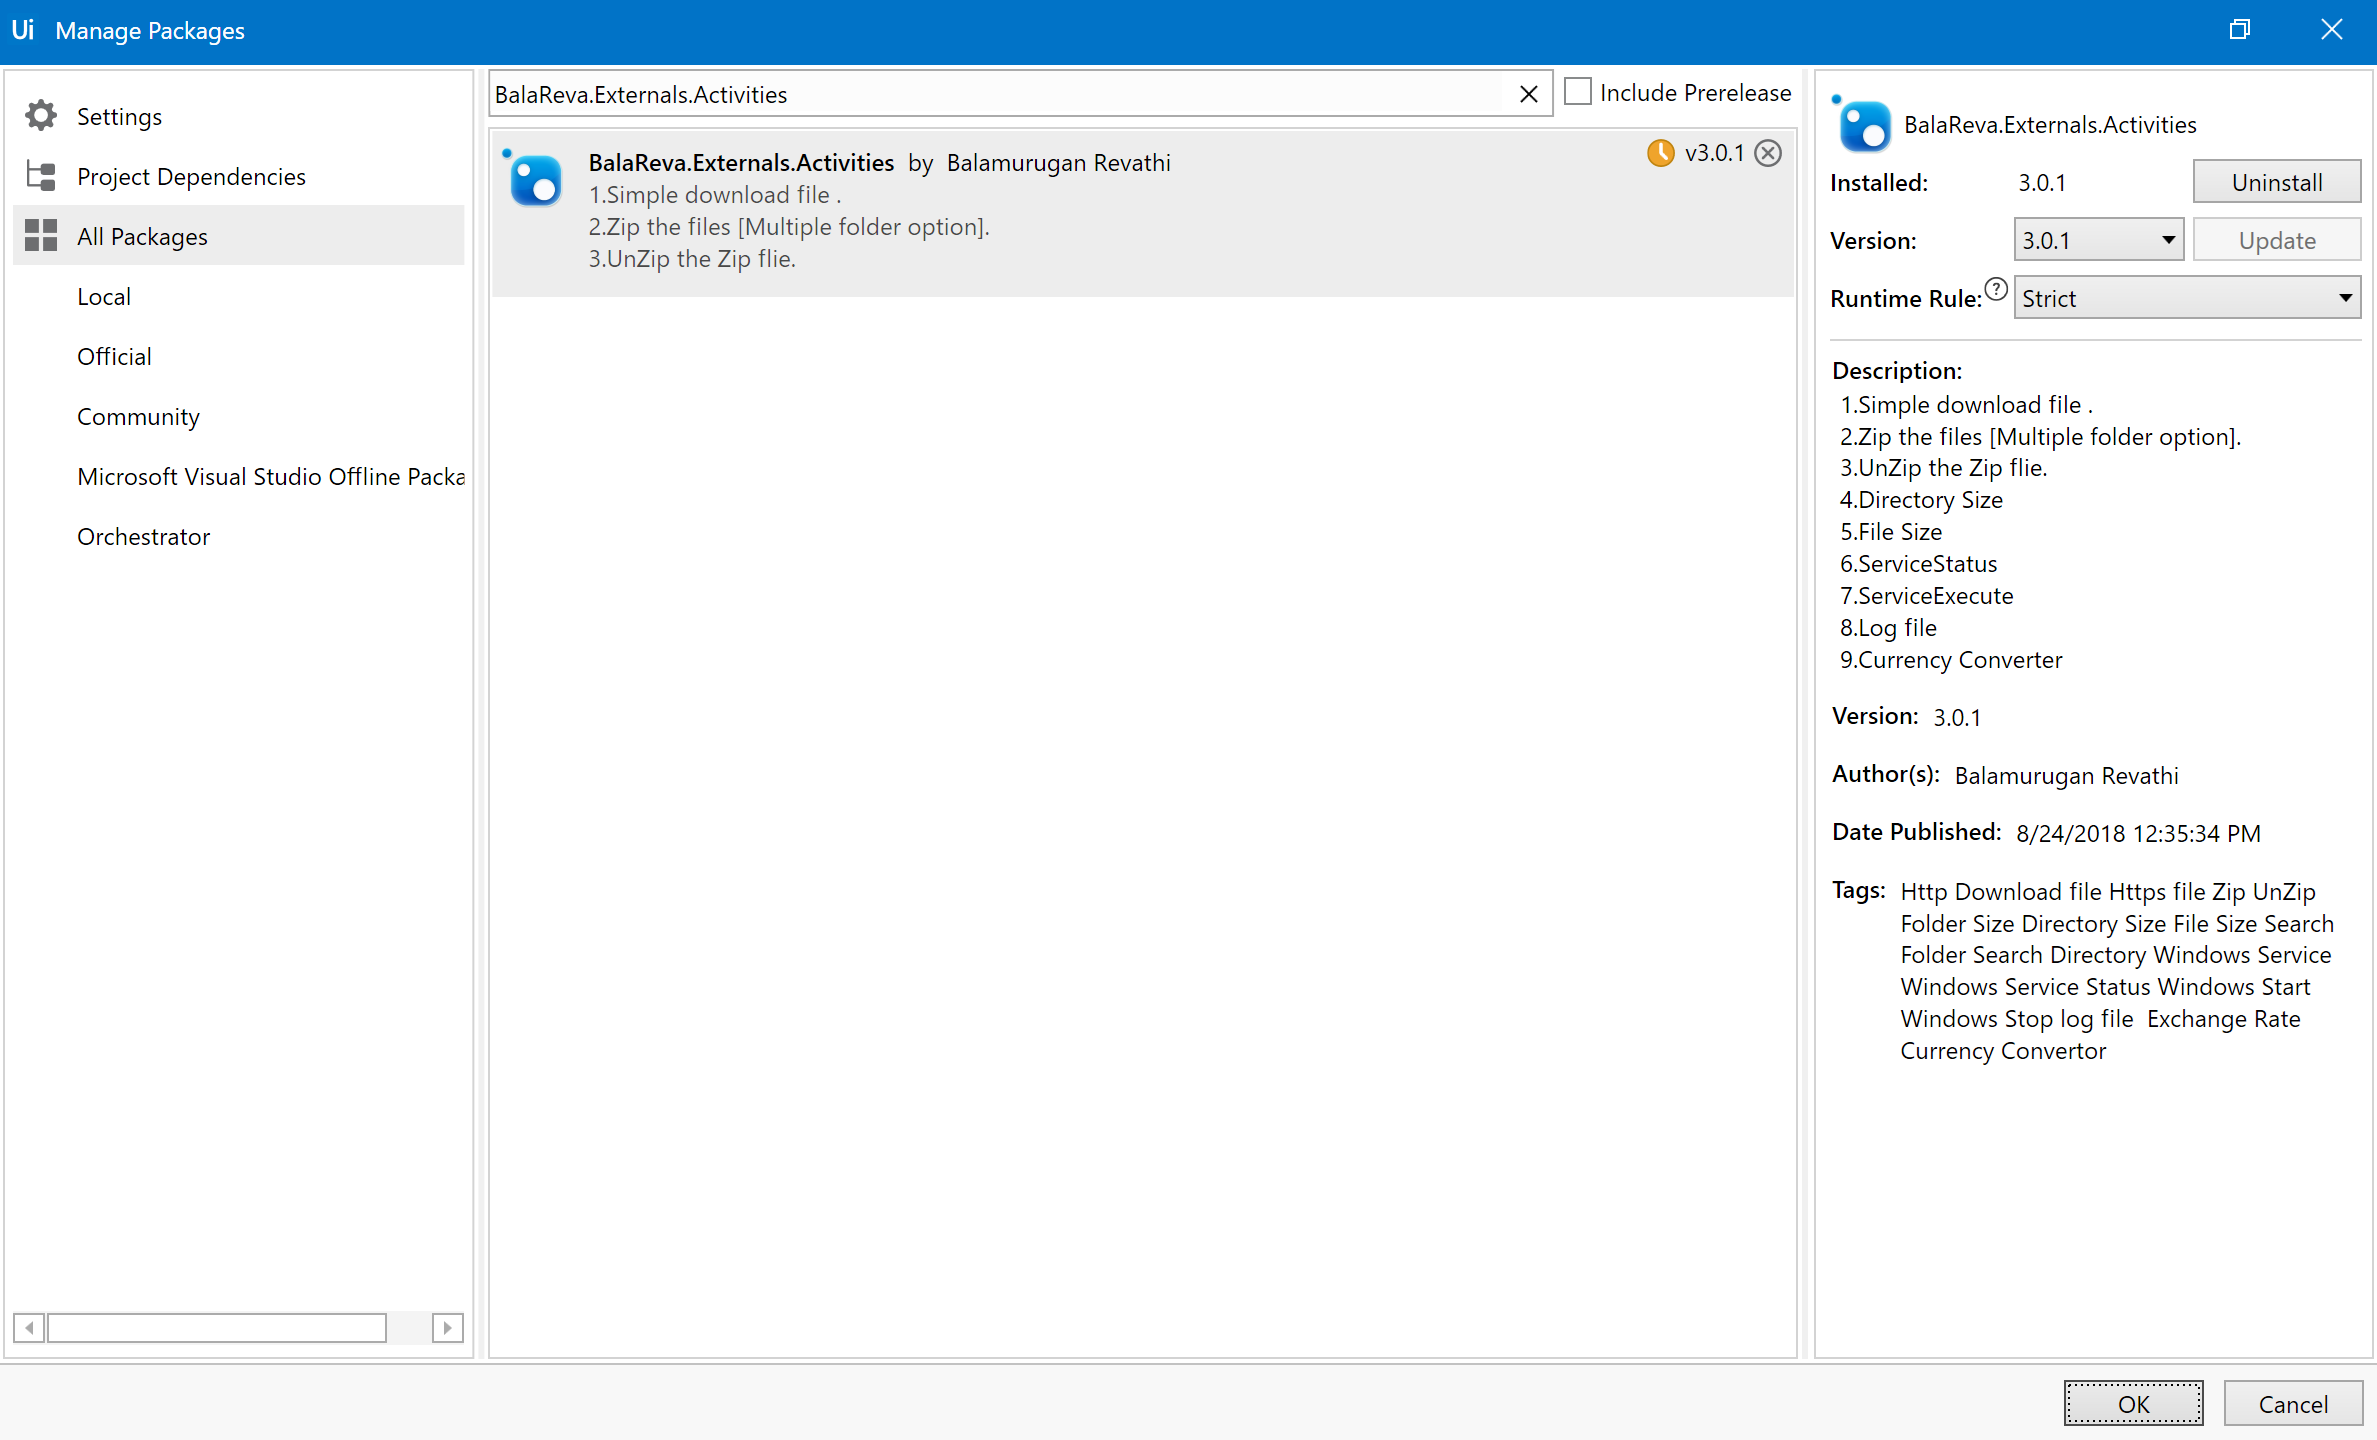 Ui Manage Packages
Settings
Project Dependencies
All Packages
Local
Official
Community
Microsoft Visual Studio Offline Packa
Orchestrator
BalaReva.Externals.Activities
Include Prerelease
BalaReva.Externals.Activities by Balamurugan Revathi
v3.0.1
1.Simple download file .
2.Zip the files [Multiple folder option].
3.UnZip the Zip flie.
BalaReva.Externals.Activities
Installed: 3.0.1 Uninstall
Version: 3.0.1 Update
Runtime Rule: ? Strict
Description:
1.Simple download file .
2.Zip the files [Multiple folder option].
3.UnZip the Zip flie.
4.Directory Size
5.File Size
6.ServiceStatus
7.ServiceExecute
8.Log file
9.Currency Converter
Version: 3.0.1
Author(s): Balamurugan Revathi
Date Published: 8/24/2018 12:35:34 PM
Tags: Http Download file Https file Zip UnZip
Folder Size Directory Size File Size Search
Folder Search Directory Windows Service
Windows Service Status Windows Start
Windows Stop log file  Exchange Rate
Currency Convertor
OK Cancel